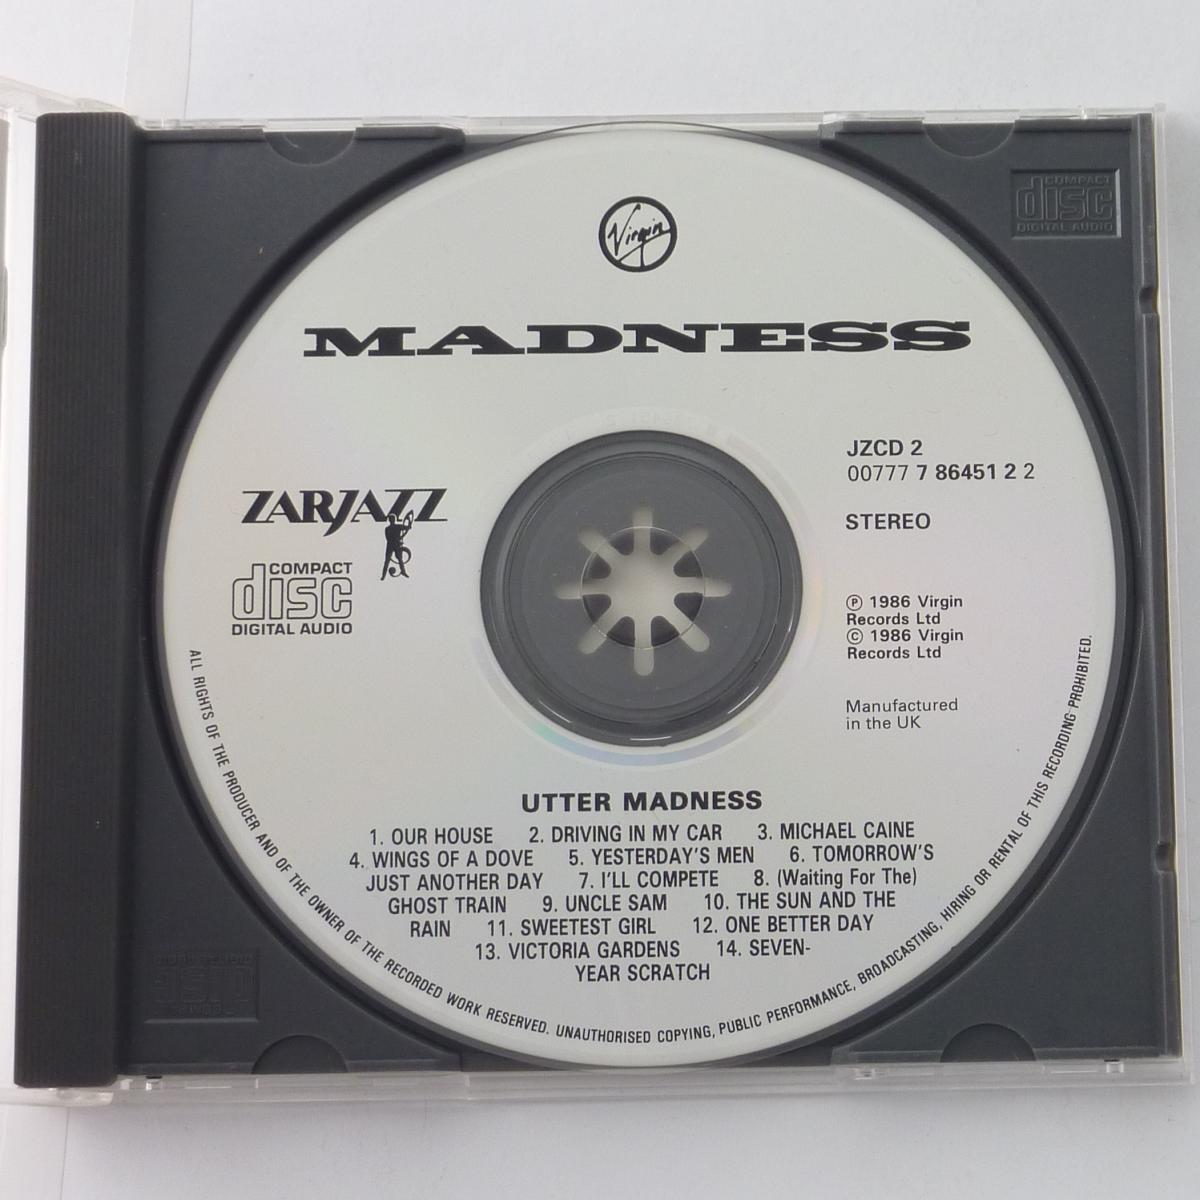 COMPACT
disc
DIGITAL AUDIO
Virgin
MADNESS
JZCD 2
00777 7 86451 2 2
STEREO
ZARJAZZ
COMPACT
disc
DIGITAL AUDIO
℗ 1986 Virgin
Records Ltd
© 1986 Virgin
Records Ltd
Manufactured
in the UK
UTTER MADNESS
1. OUR HOUSE 2. DRIVING IN MY CAR 3. MICHAEL CAINE
4. WINGS OF A DOVE 5. YESTERDAY'S MEN 6. TOMORROW'S
JUST ANOTHER DAY 7. I'LL COMPETE 8. (Waiting For The)
GHOST TRAIN 9. UNCLE SAM 10. THE SUN AND THE
RAIN 11. SWEETEST GIRL 12. ONE BETTER DAY
13. VICTORIA GARDENS 14. SEVEN-
YEAR SCRATCH
ALL RIGHTS OF THE PRODUCER AND OF THE OWNER OF THE RECORDED WORK RESERVED. UNAUTHORISED COPYING, PUBLIC PERFORMANCE, BROADCASTING, HIRING OR RENTAL OF THIS RECORDING PROHIBITED.
COMPACT
disc
DIGITAL AUDIO